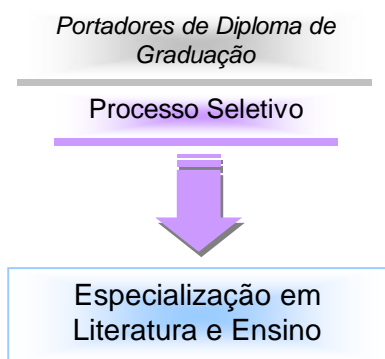 Portadores de Diploma de
Graduação
Processo Seletivo
Especialização em
Literatura e Ensino